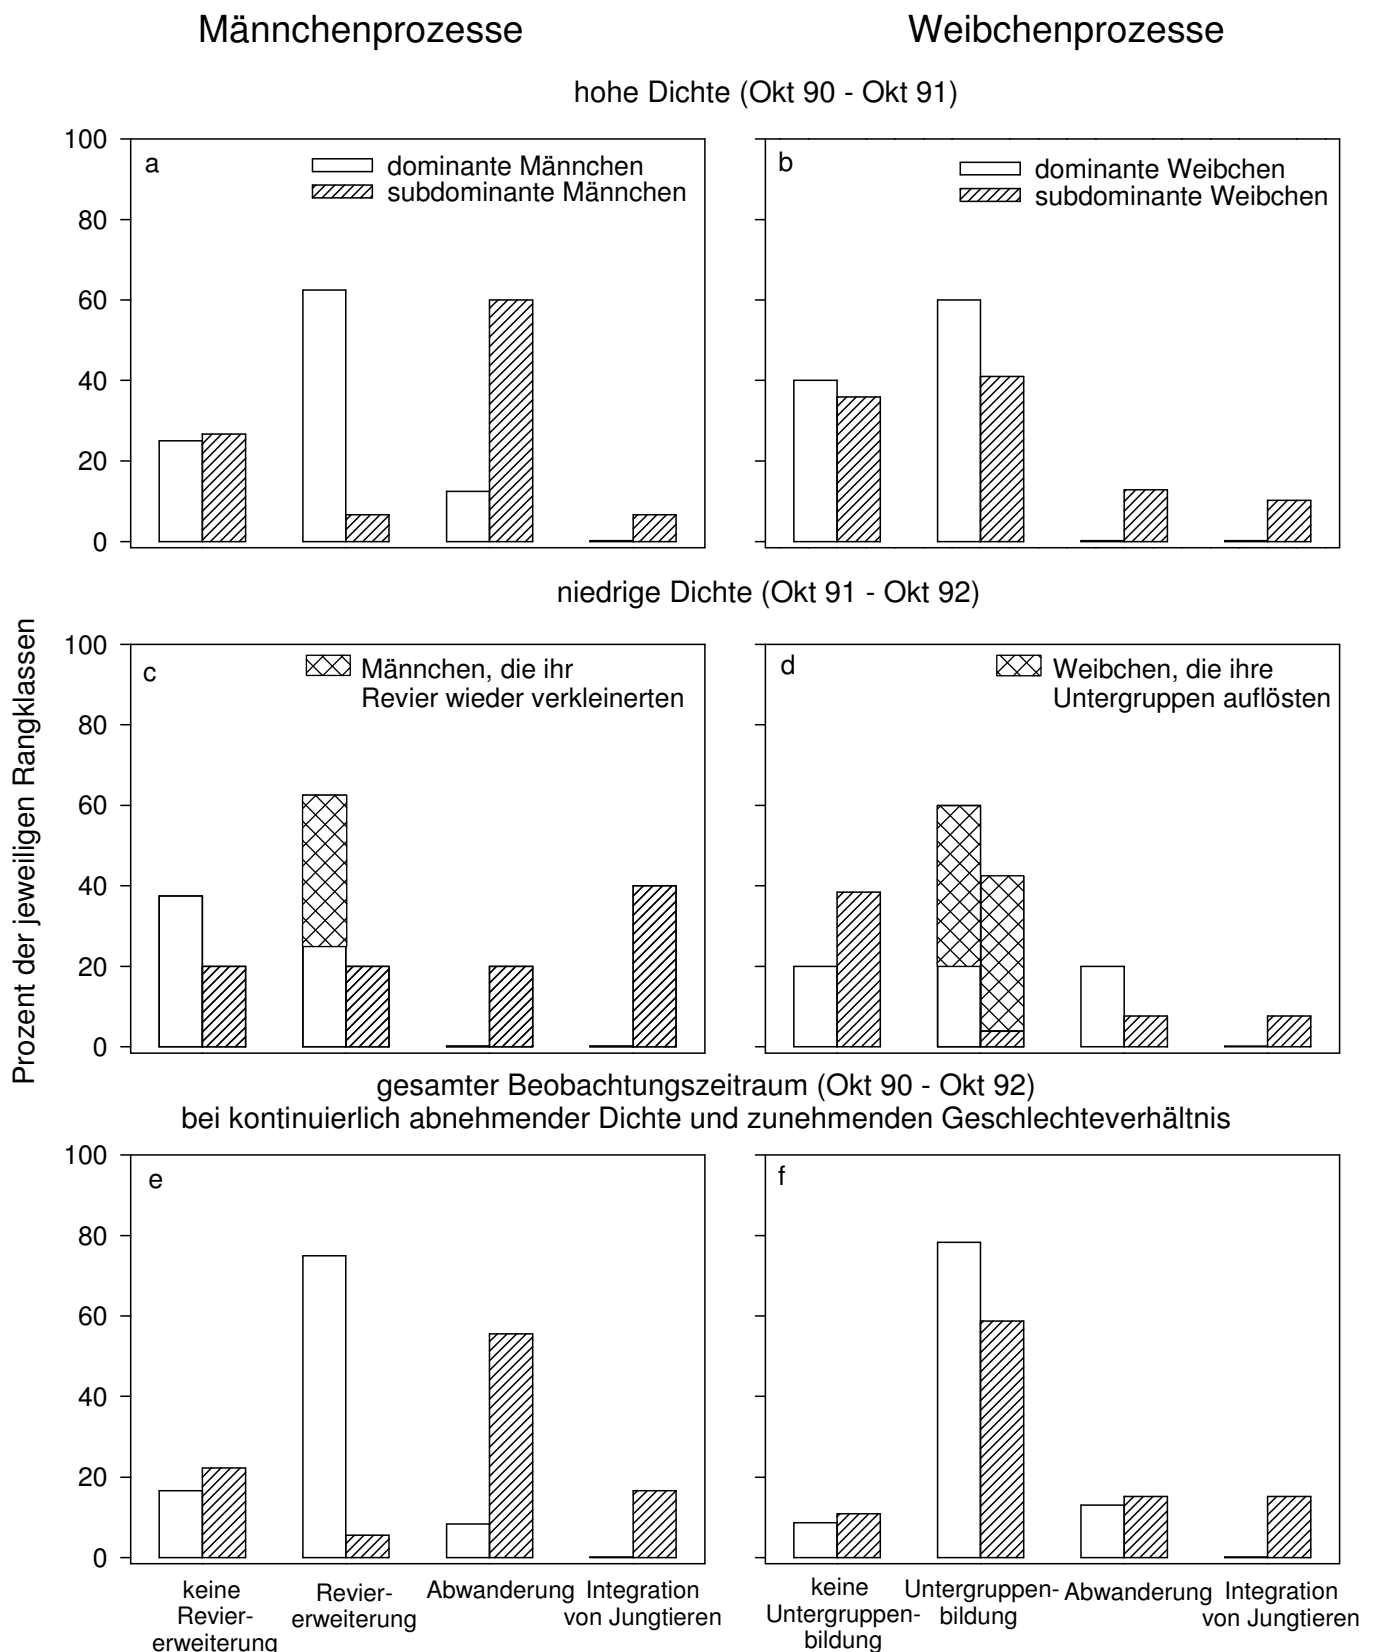 Männchenprozesse
Weibchenprozesse
hohe Dichte (Okt 90 - Okt 91)
100
80
60
40
20
0
a
dominante Männchen
subdominante Männchen
b
dominante Weibchen
subdominante Weibchen
niedrige Dichte (Okt 91 - Okt 92)
Prozent der jeweiligen Rangklassen
100
80
60
40
20
0
c
Männchen, die ihr
Revier wieder verkleinerten
d
Weibchen, die ihre
Untergruppen auflösten
gesamter Beobachtungszeitraum (Okt 90 - Okt 92)
bei kontinuierlich abnehmender Dichte und zunehmenden Geschlechteverhältnis
100
80
60
40
20
0
e
f
keine
Revier-
erweiterung
Revier-
erweiterung
Abwanderung
Integration
von Jungtieren
keine
Untergruppen-
bildung
Untergruppen-
bildung
Abwanderung
Integration
von Jungtieren